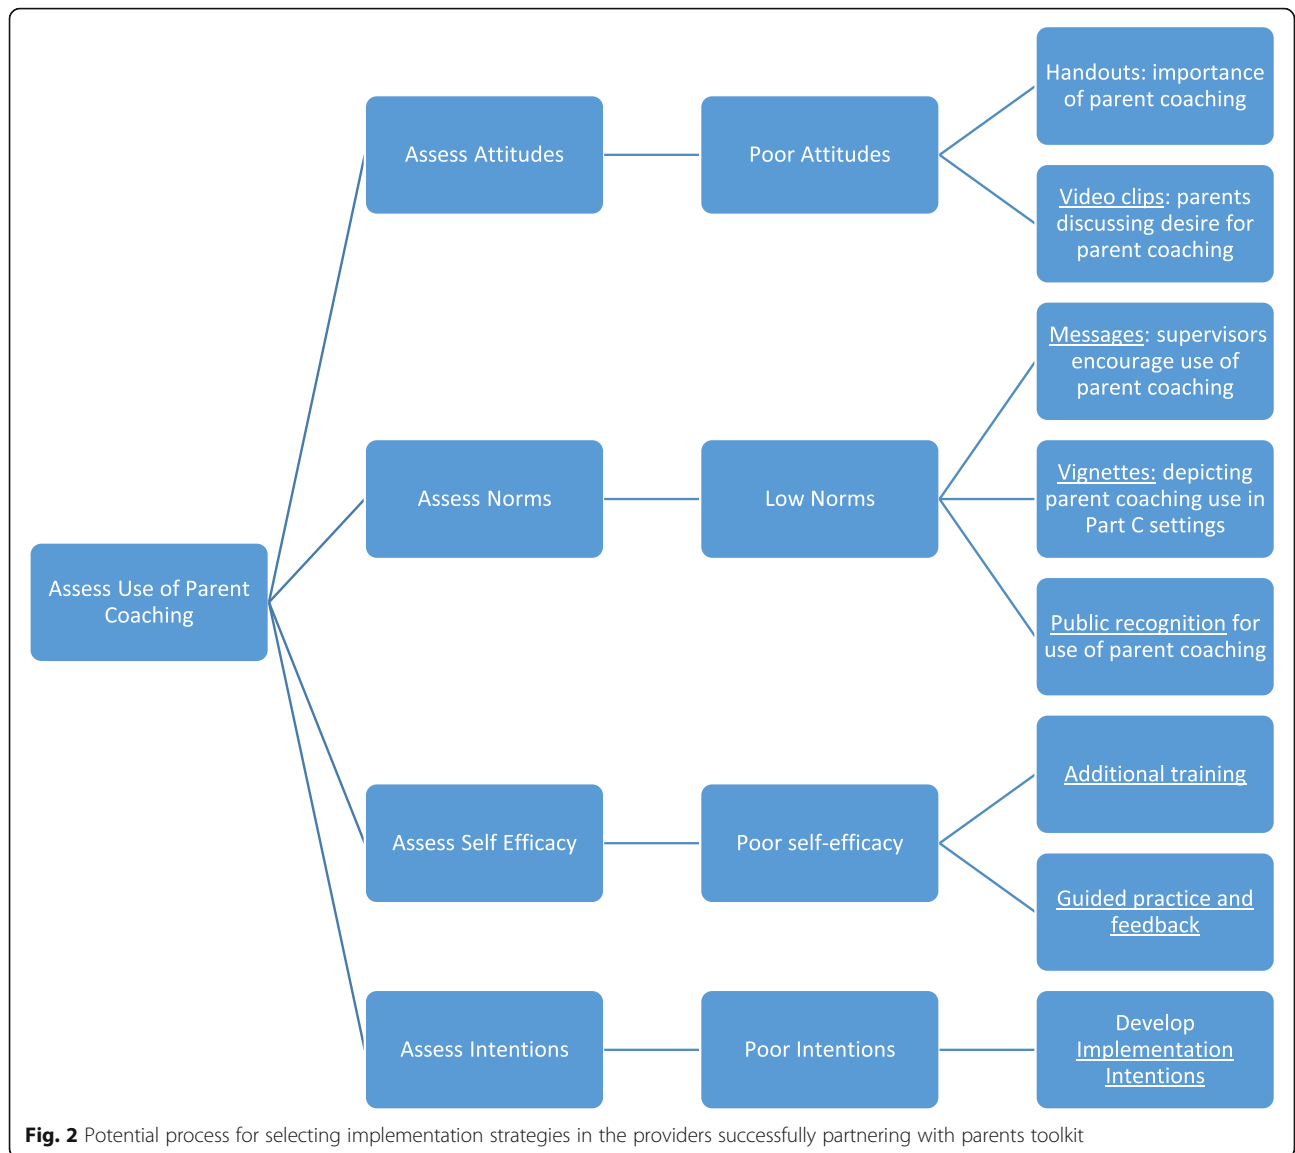 Handouts: importance
of parent coaching
Assess Attitudes
Poor Attitudes
Video clips: parents
discussing desire for
parent coaching
Messages: supervisors
encourage use of
parent coaching
Assess Norms
Low Norms
Vignettes: depicting
parent coaching use in
Part C settings
Assess Use of Parent
Coaching
Public recognition for
use of parent coaching
Additional training
Assess Self Efficacy
Poor self-efficacy
Guided practice and
feedback
Assess Intentions
Poor Intentions
Develop
Implementation
Intentions
Fig. 2 Potential process for selecting implementation strategies in the providers successfully partnering with parents toolkit